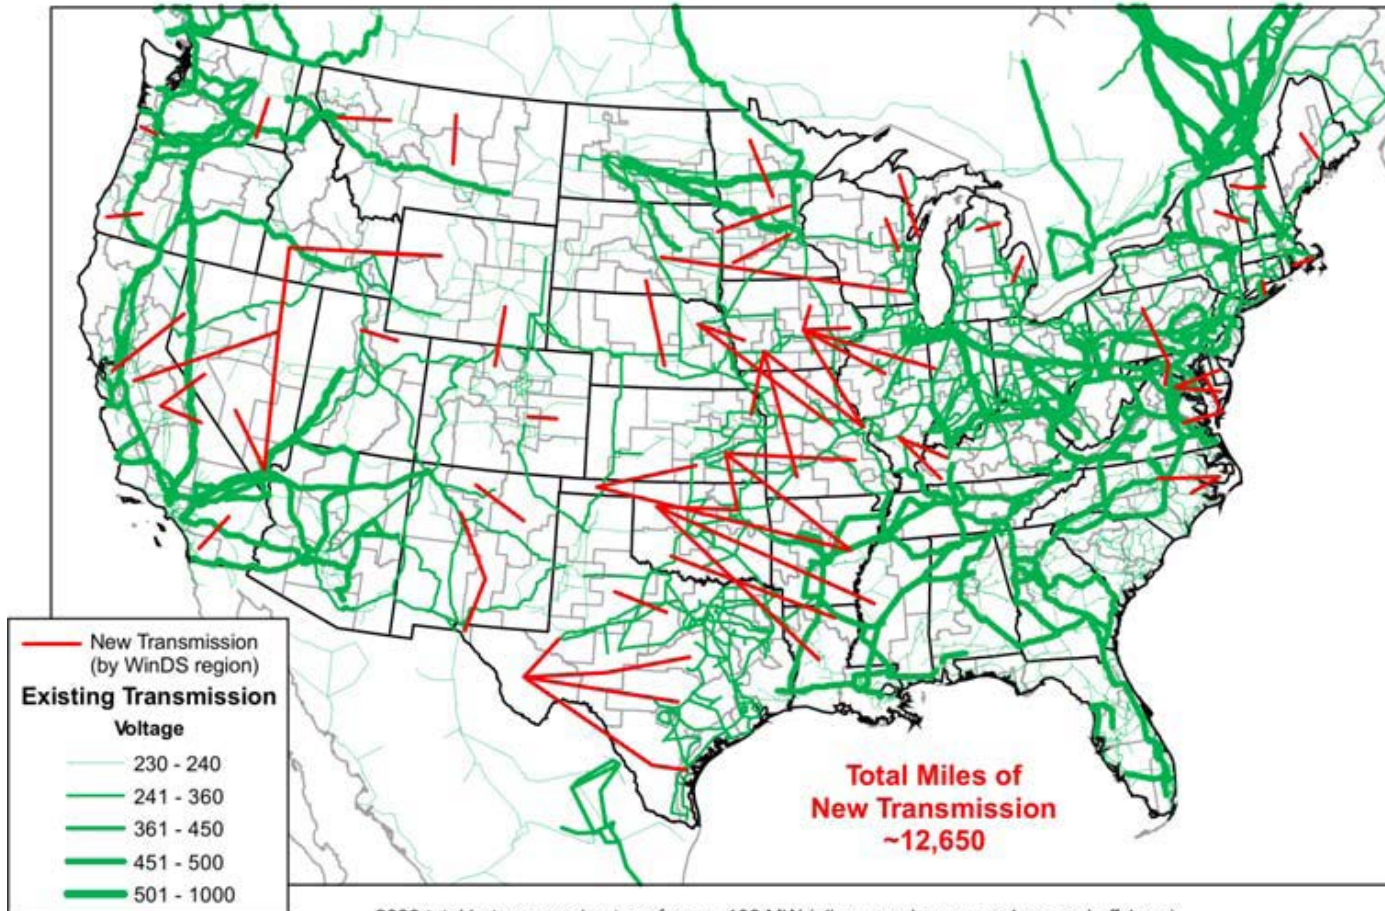 New Transmission
(by WinDS region)
Existing Transmission
Voltage
230 - 240
241 - 360
361 - 450
451 - 500
501 - 1000
Total Miles of
New Transmission
~12,650